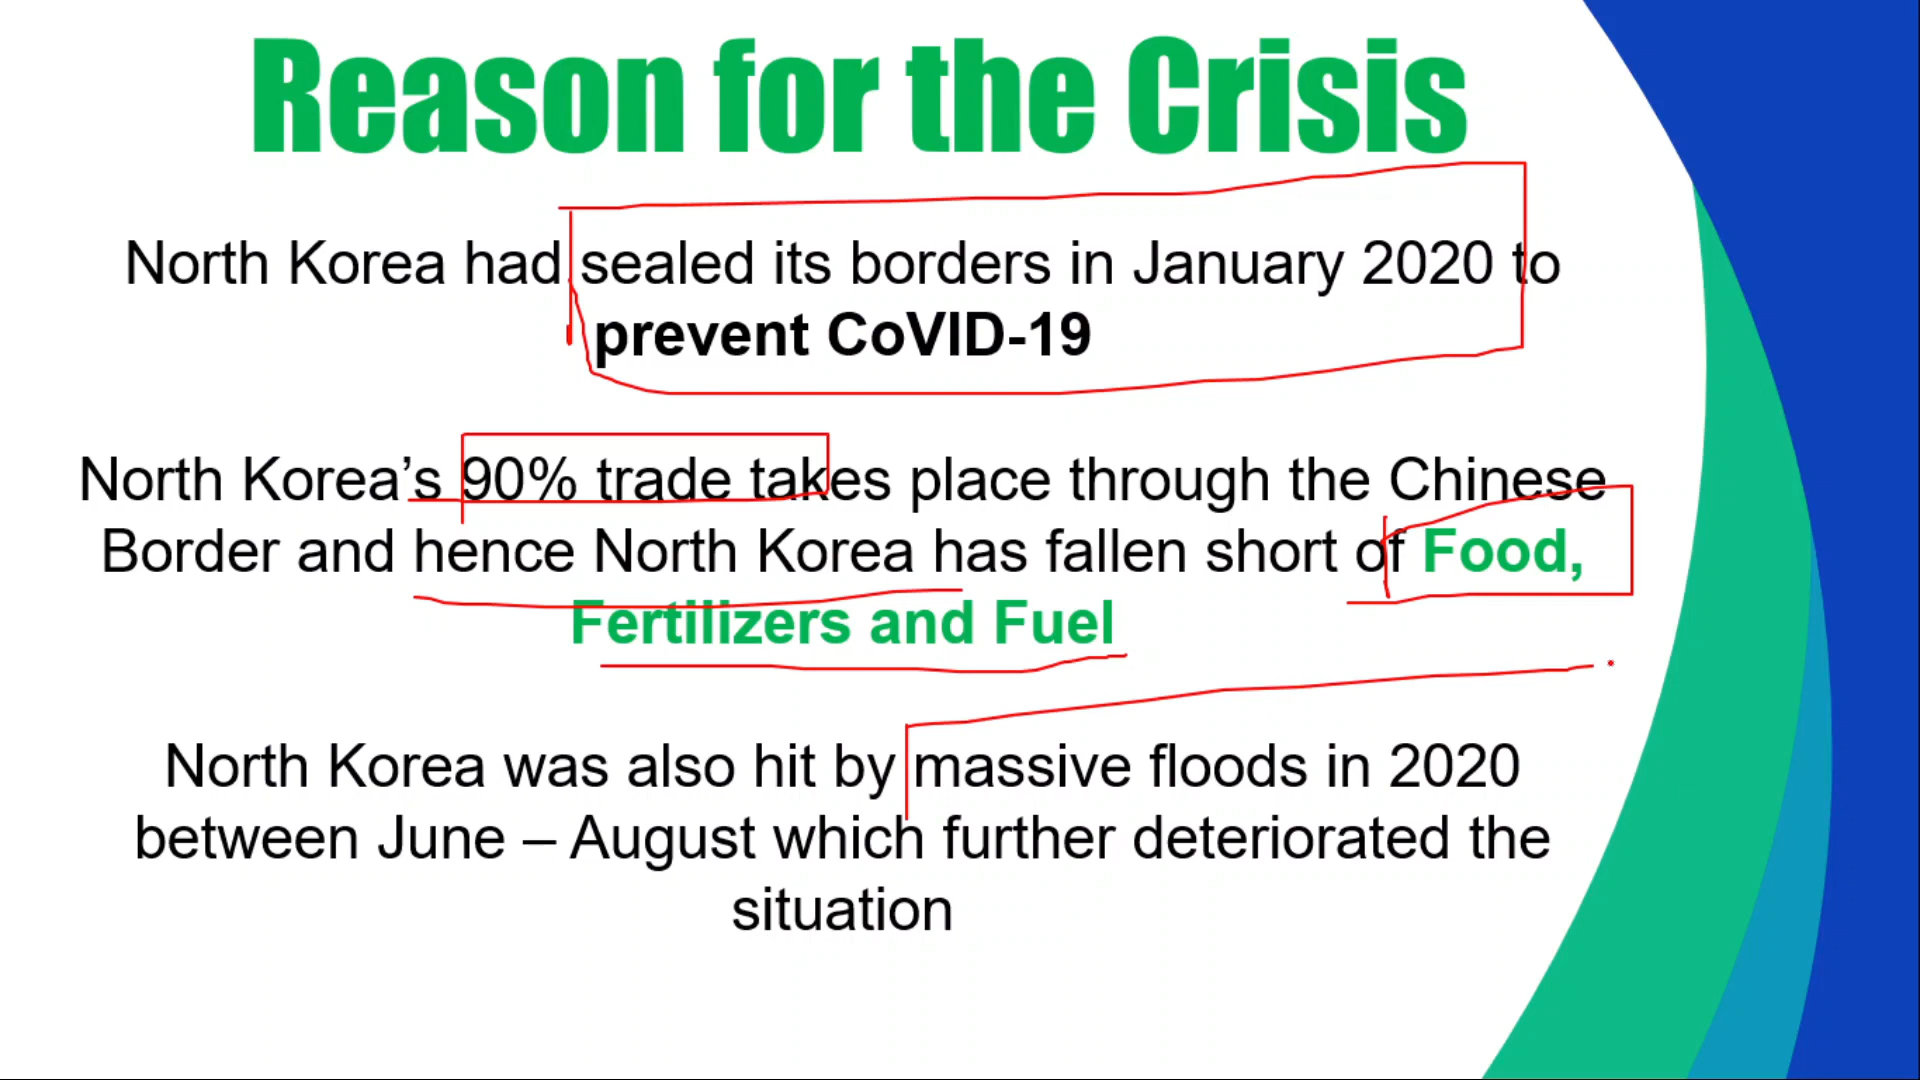 Reason for the Crisis
North Korea had sealed its borders in January 2020 to
prevent CoVID-19
North Korea’s 90% trade takes place through the Chinese
Border and hence North Korea has fallen short of Food,
Fertilizers and Fuel
North Korea was also hit by massive floods in 2020
between June – August which further deteriorated the
situation